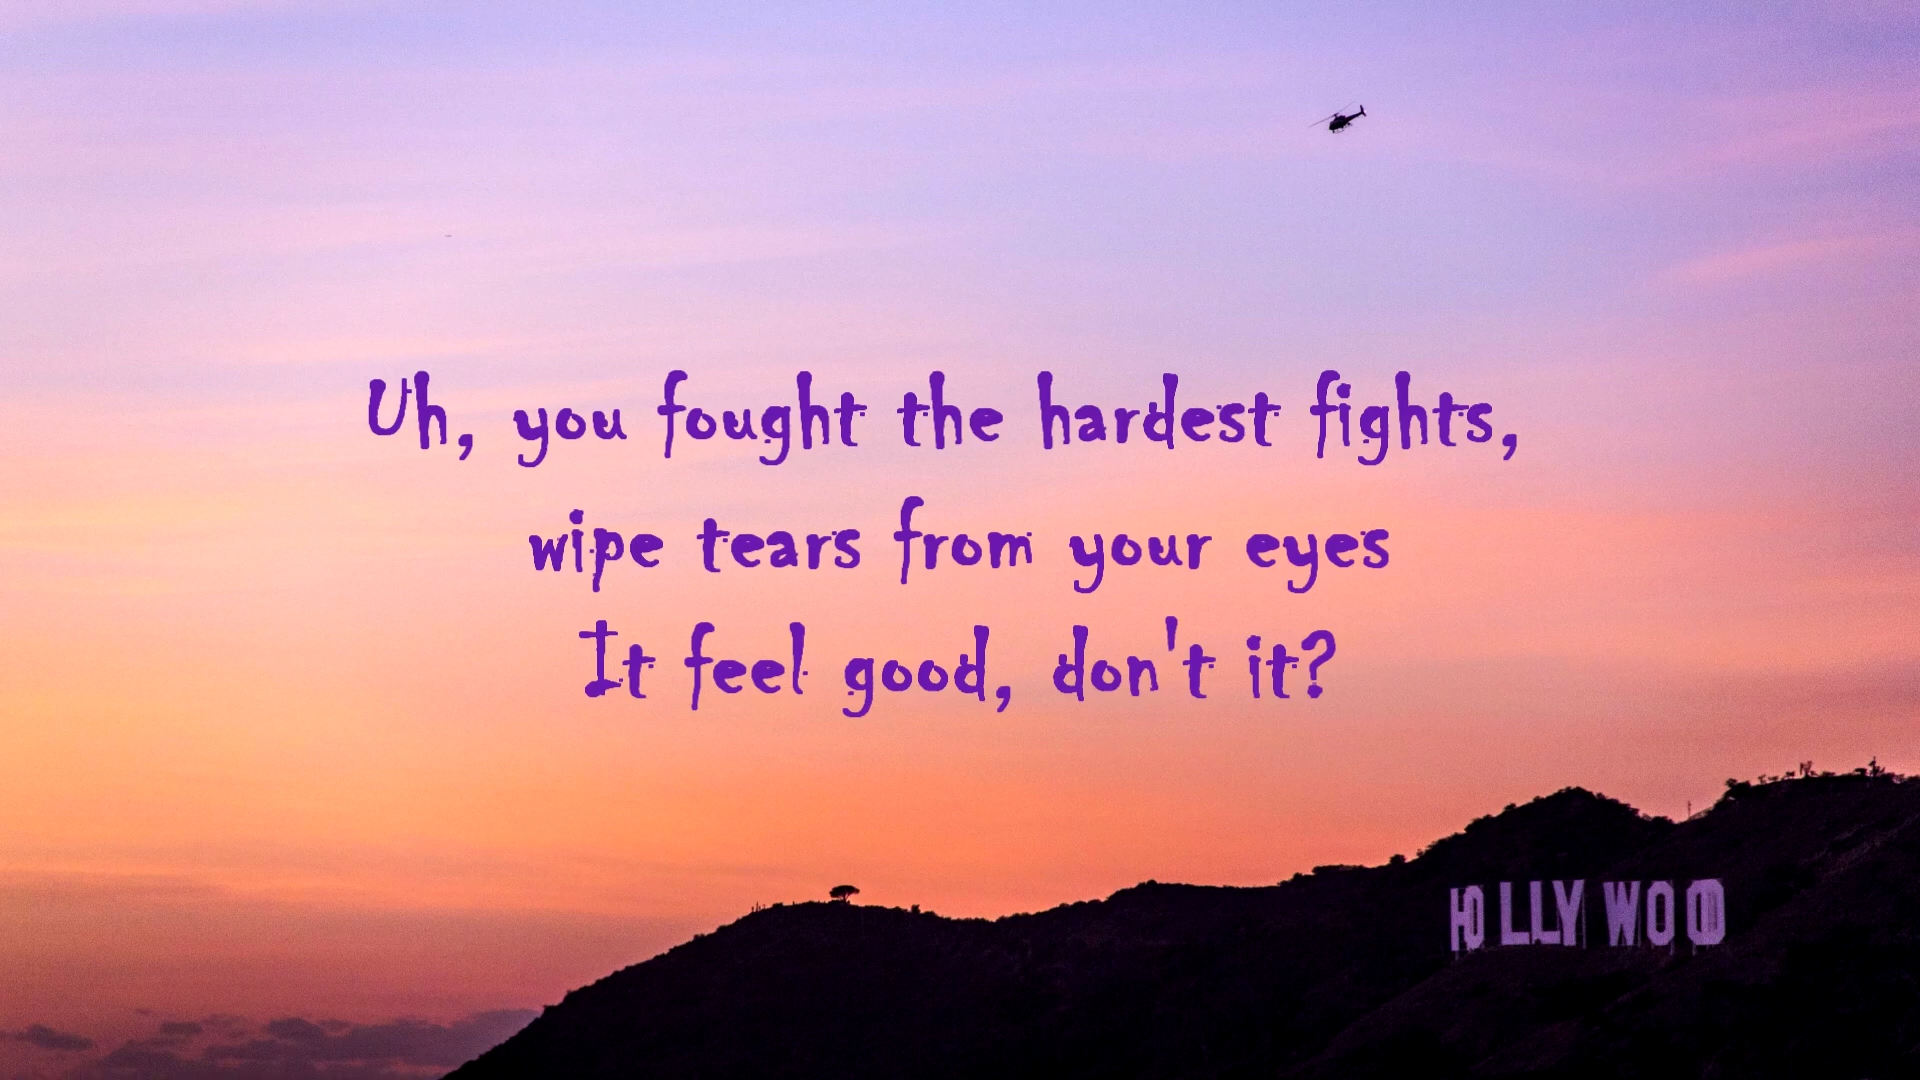 Uh, you fought the hardest fights,
wipe tears from your eyes
It feel good, don't it?
HOLLYWOOD